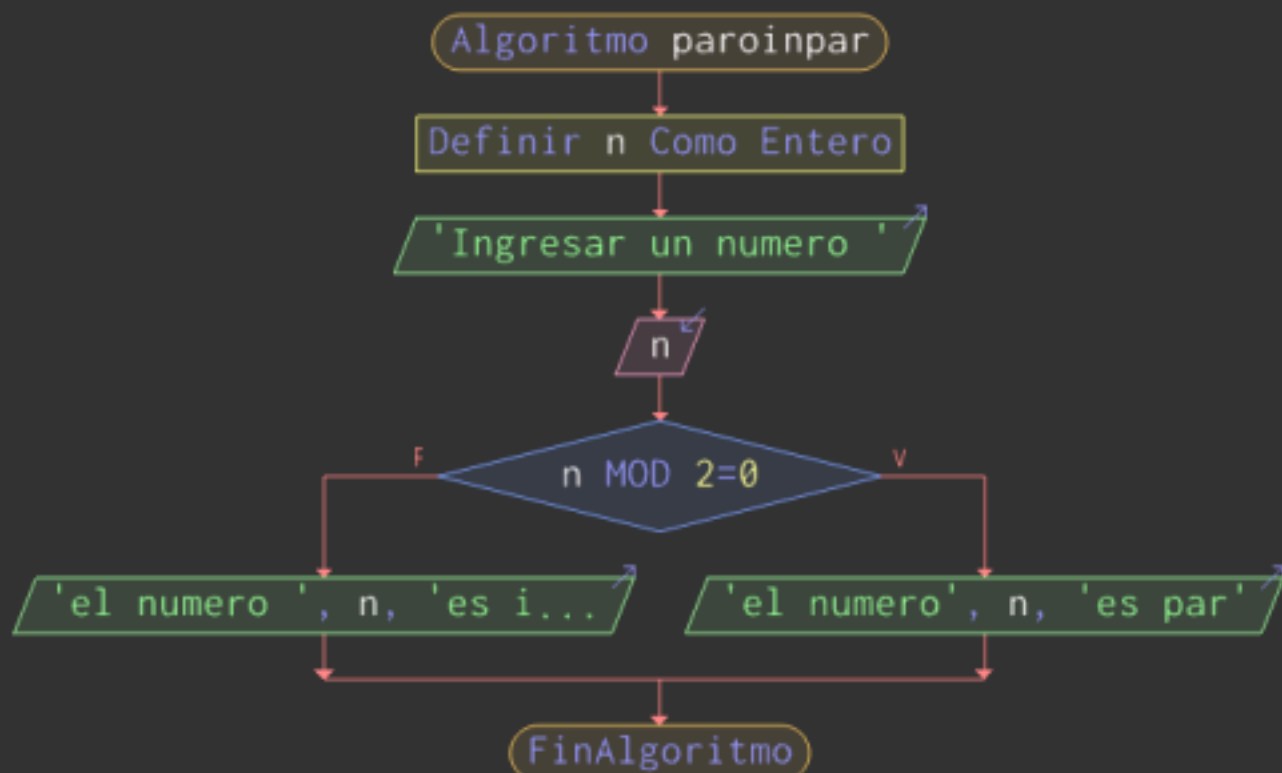 Algoritmo paroinpar
Definir n Como Entero
'Ingresar un numero '
n
F
V
n MOD 2=0
'el numero ', n, 'es i...
'el numero', n, 'es par'
FinAlgoritmo